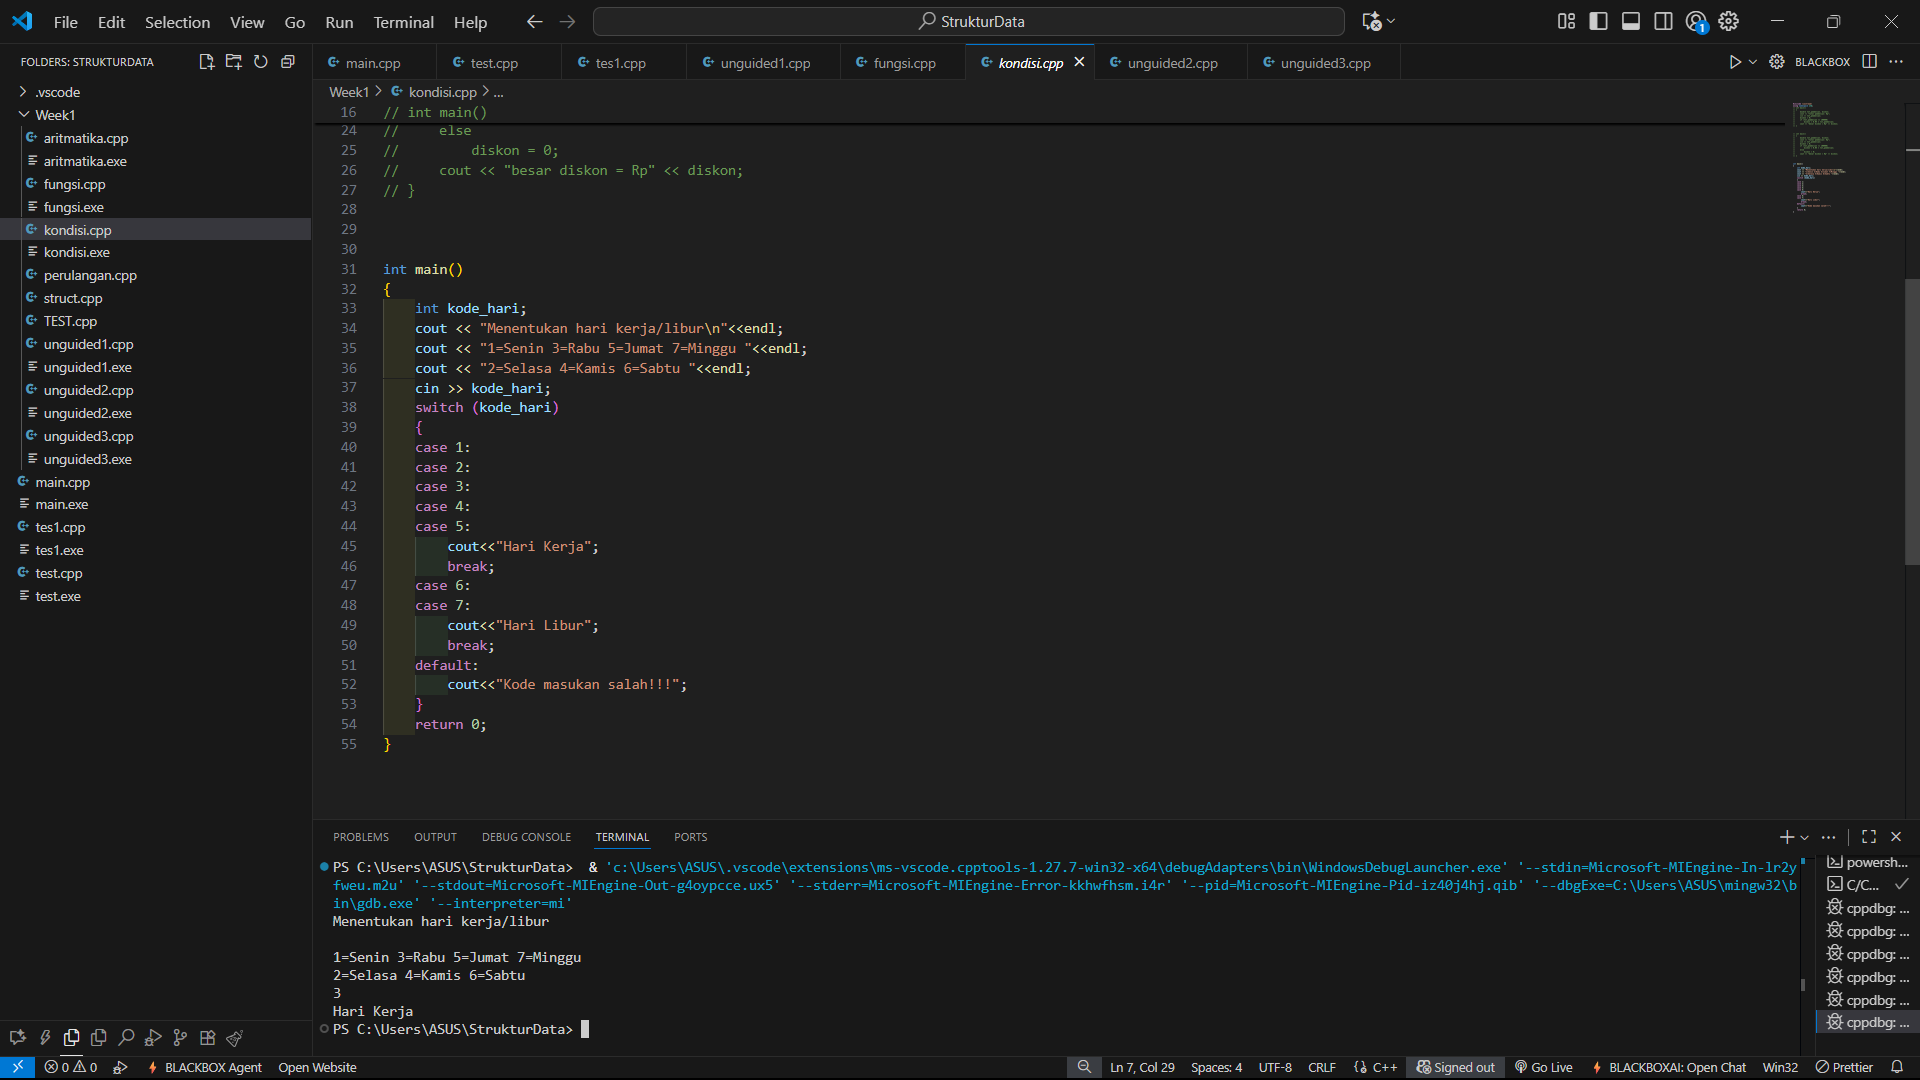 File Edit Selection View Go Run Terminal Help
StrukturData
FOLDERS: STRUKTURDATA
main.cpp test.cpp tes1.cpp unguided1.cpp fungsi.cpp kondisi.cpp unguided2.cpp unguided3.cpp
BLACKBOX
.vscode
Week1
aritmatika.cpp
aritmatika.exe
fungsi.cpp
fungsi.exe
kondisi.cpp
kondisi.exe
perulangan.cpp
struct.cpp
TEST.cpp
unguided1.cpp
unguided1.exe
unguided2.cpp
unguided2.exe
unguided3.cpp
unguided3.exe
main.cpp
main.exe
tes1.cpp
tes1.exe
test.cpp
test.exe
Week1 > kondisi.cpp > ...
16 // int main()
24 //     else
25 //         diskon = 0;
26 //     cout << "besar diskon = Rp" << diskon;
27 // }
28
29
30
31 int main()
32 {
33     int kode_hari;
34     cout << "Menentukan hari kerja/libur\n"<<endl;
35     cout << "1=Senin 3=Rabu 5=Jumat 7=Minggu "<<endl;
36     cout << "2=Selasa 4=Kamis 6=Sabtu "<<endl;
37     cin >> kode_hari;
38     switch (kode_hari)
39     {
40     case 1:
41     case 2:
42     case 3:
43     case 4:
44     case 5:
45         cout<<"Hari Kerja";
46         break;
47     case 6:
48     case 7:
49         cout<<"Hari Libur";
50         break;
51     default:
52         cout<<"Kode masukan salah!!!";
53     }
54     return 0;
55 }
PROBLEMS OUTPUT DEBUG CONSOLE TERMINAL PORTS
PS C:\Users\ASUS\StrukturData>  & 'c:\Users\ASUS\.vscode\extensions\ms-vscode.cpptools-1.27.7-win32-x64\debugAdapters\bin\WindowsDebugLauncher.exe' '--stdin=Microsoft-MIEngine-In-lr2y
fweu.m2u' '--stdout=Microsoft-MIEngine-Out-g4oypcce.ux5' '--stderr=Microsoft-MIEngine-Error-kkhwfhsm.i4r' '--pid=Microsoft-MIEngine-Pid-iz40j4hj.qib' '--dbgExe=C:\Users\ASUS\mingw32\b
in\gdb.exe' '--interpreter=mi'
Menentukan hari kerja/libur
1=Senin 3=Rabu 5=Jumat 7=Minggu
2=Selasa 4=Kamis 6=Sabtu
3
Hari Kerja
PS C:\Users\ASUS\StrukturData>
powersh...
C/C...
cppdbg: ...
cppdbg: ...
cppdbg: ...
cppdbg: ...
cppdbg: ...
cppdbg: ...
0 0 BLACKBOX Agent Open Website Ln 7, Col 29 Spaces: 4 UTF-8 CRLF {} C++ Signed out Go Live BLACKBOXAI: Open Chat Win32 Prettier